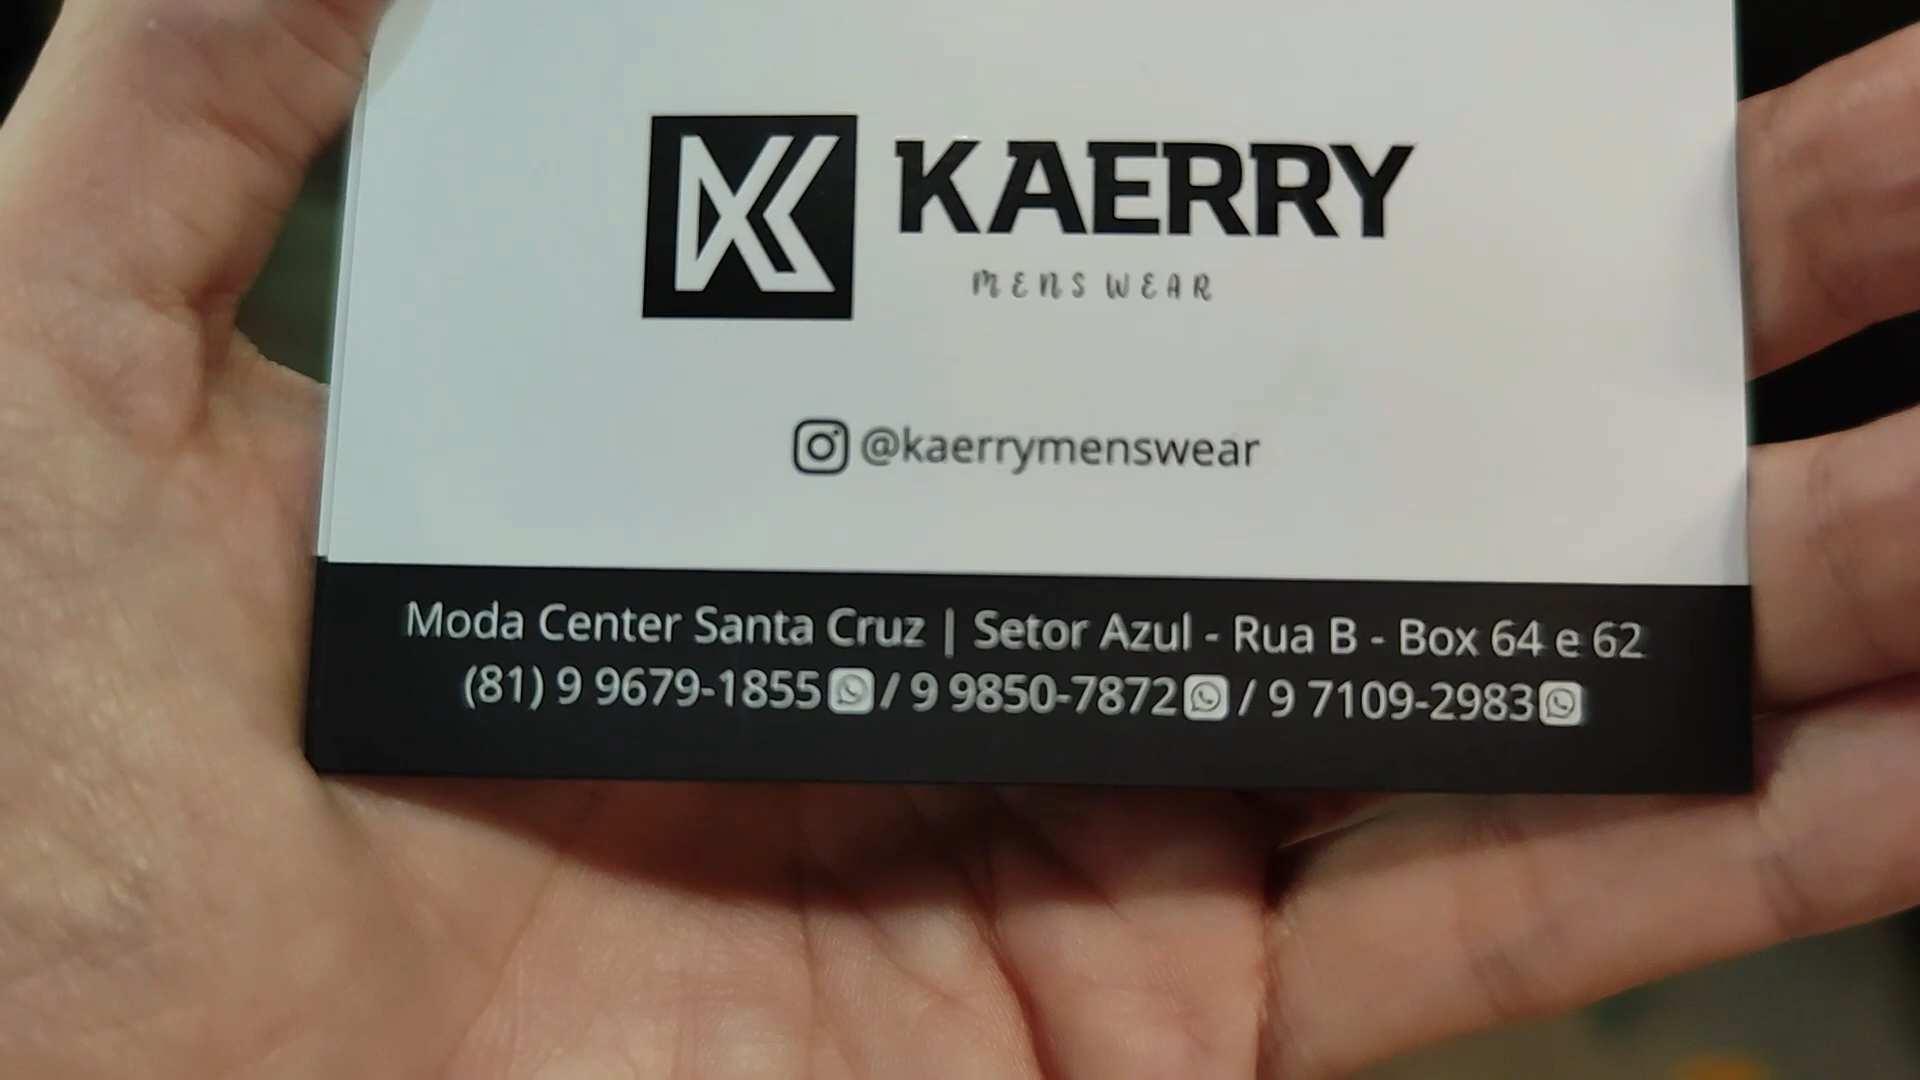 KAERRY
MENS WEAR
@kaerrymenswear
Moda Center Santa Cruz | Setor Azul - Rua B - Box 64 e 62
(81) 9 9679-1855 / 9 9850-7872 / 9 7109-2983